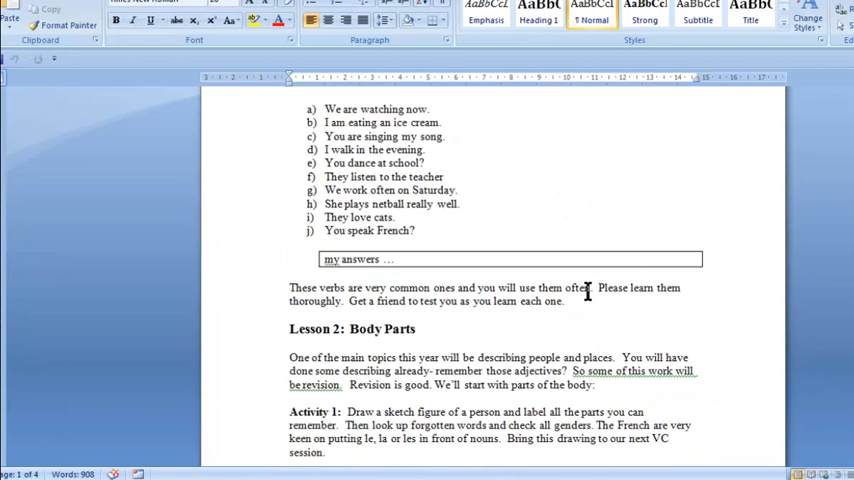 Copy
Paste
Format Painter
Clipboard
Font
Paragraph
AaBbCcI
Emphasis
AaBbC
Heading 1
AaBbCcI
¶ Normal
AaBbCc
Strong
AaBbCcI
Subtitle
AaBb
Title
Change
Styles
Styles
a) We are watching now.
b) I am eating an ice cream.
c) You are singing my song.
d) I walk in the evening.
e) You dance at school?
f) They listen to the teacher
g) We work often on Saturday.
h) She plays netball really well.
i) They love cats.
j) You speak French?
my answers …
These verbs are very common ones and you will use them often. Please learn them
thoroughly. Get a friend to test you as you learn each one.
Lesson 2: Body Parts
One of the main topics this year will be describing people and places. You will have
done some describing already- remember those adjectives? So some of this work will
be revision. Revision is good. We'll start with parts of the body:
Activity 1: Draw a sketch figure of a person and label all the parts you can
remember. Then look up forgotten words and check all genders. The French are very
keen on putting le, la or les in front of nouns. Bring this drawing to our next VC
session.
Page: 1 of 4
Words: 908